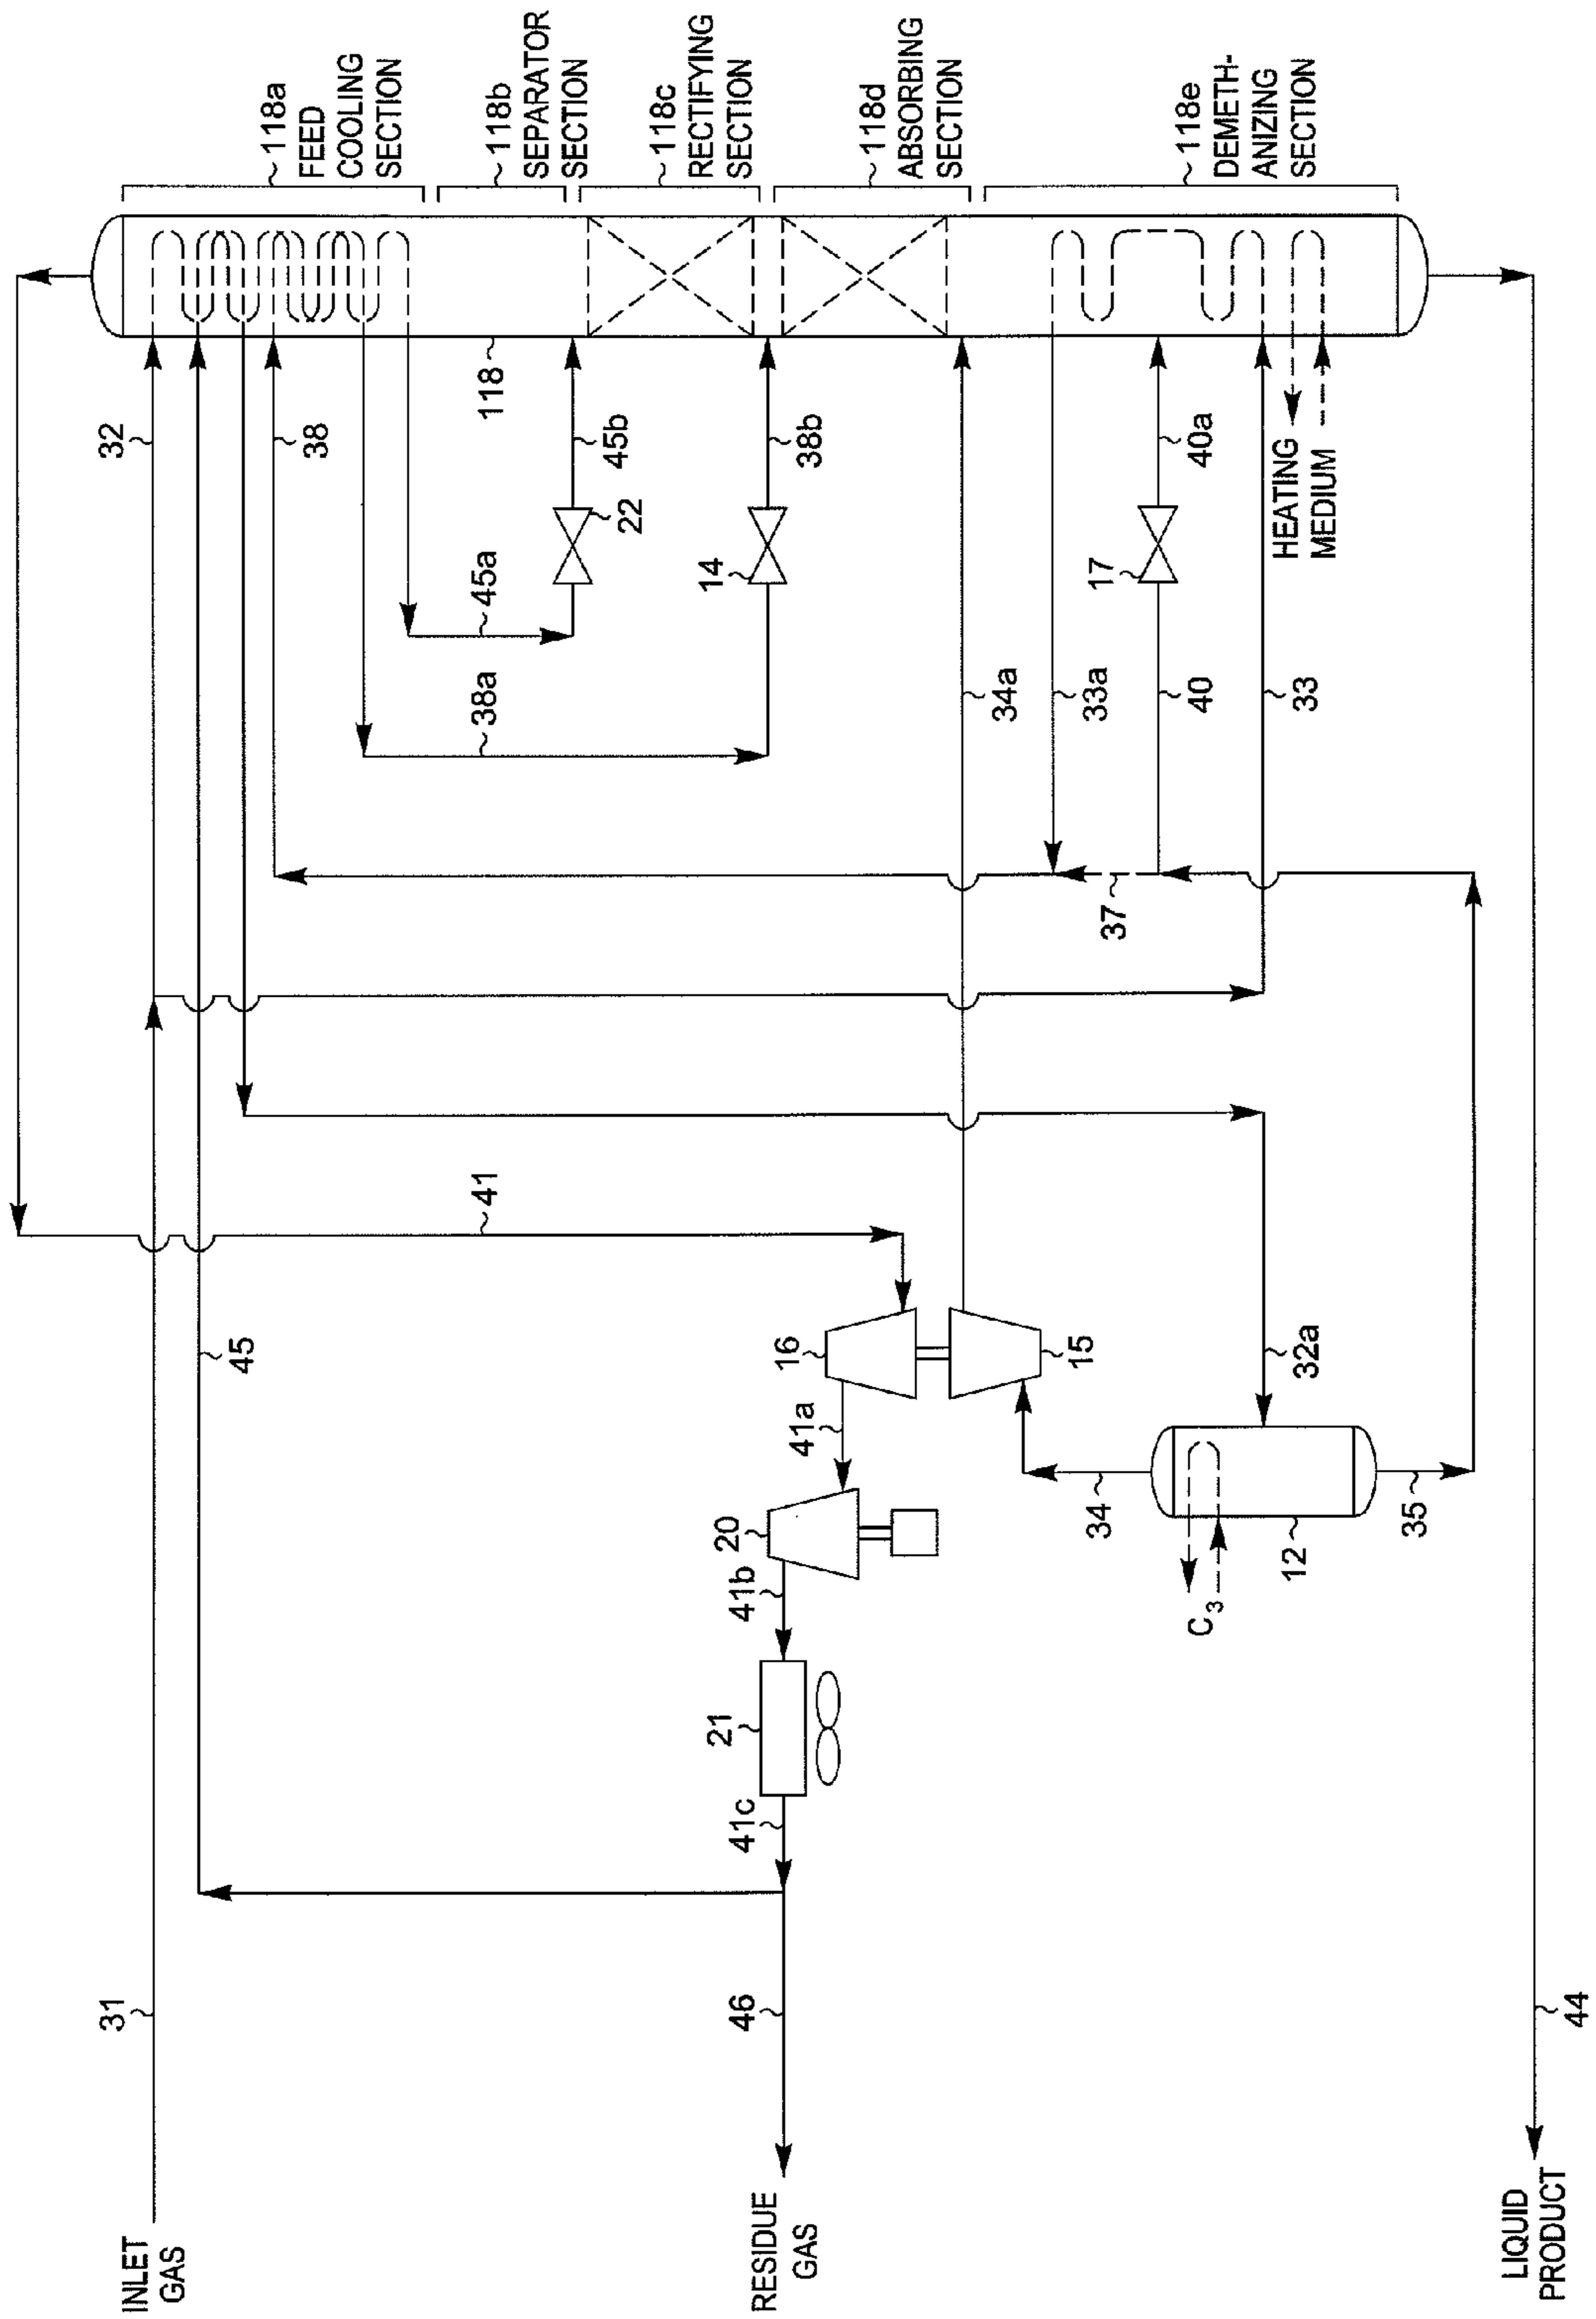 118a
FEED
COOLING
SECTION
118b
SEPARATOR
SECTION
118c
RECTIFYING
SECTION
118d
ABSORBING
SECTION
118e
DEMETH-
ANIZING
SECTION
32
38
118
45b
22
45a
38b
14
38a
34a
33a
40a
17
40
33
HEATING
MEDIUM
37
41
45
16
15
32a
41a
20
34
12
35
C3
41b
21
41c
31
46
44
INLET
GAS
RESIDUE
GAS
LIQUID
PRODUCT